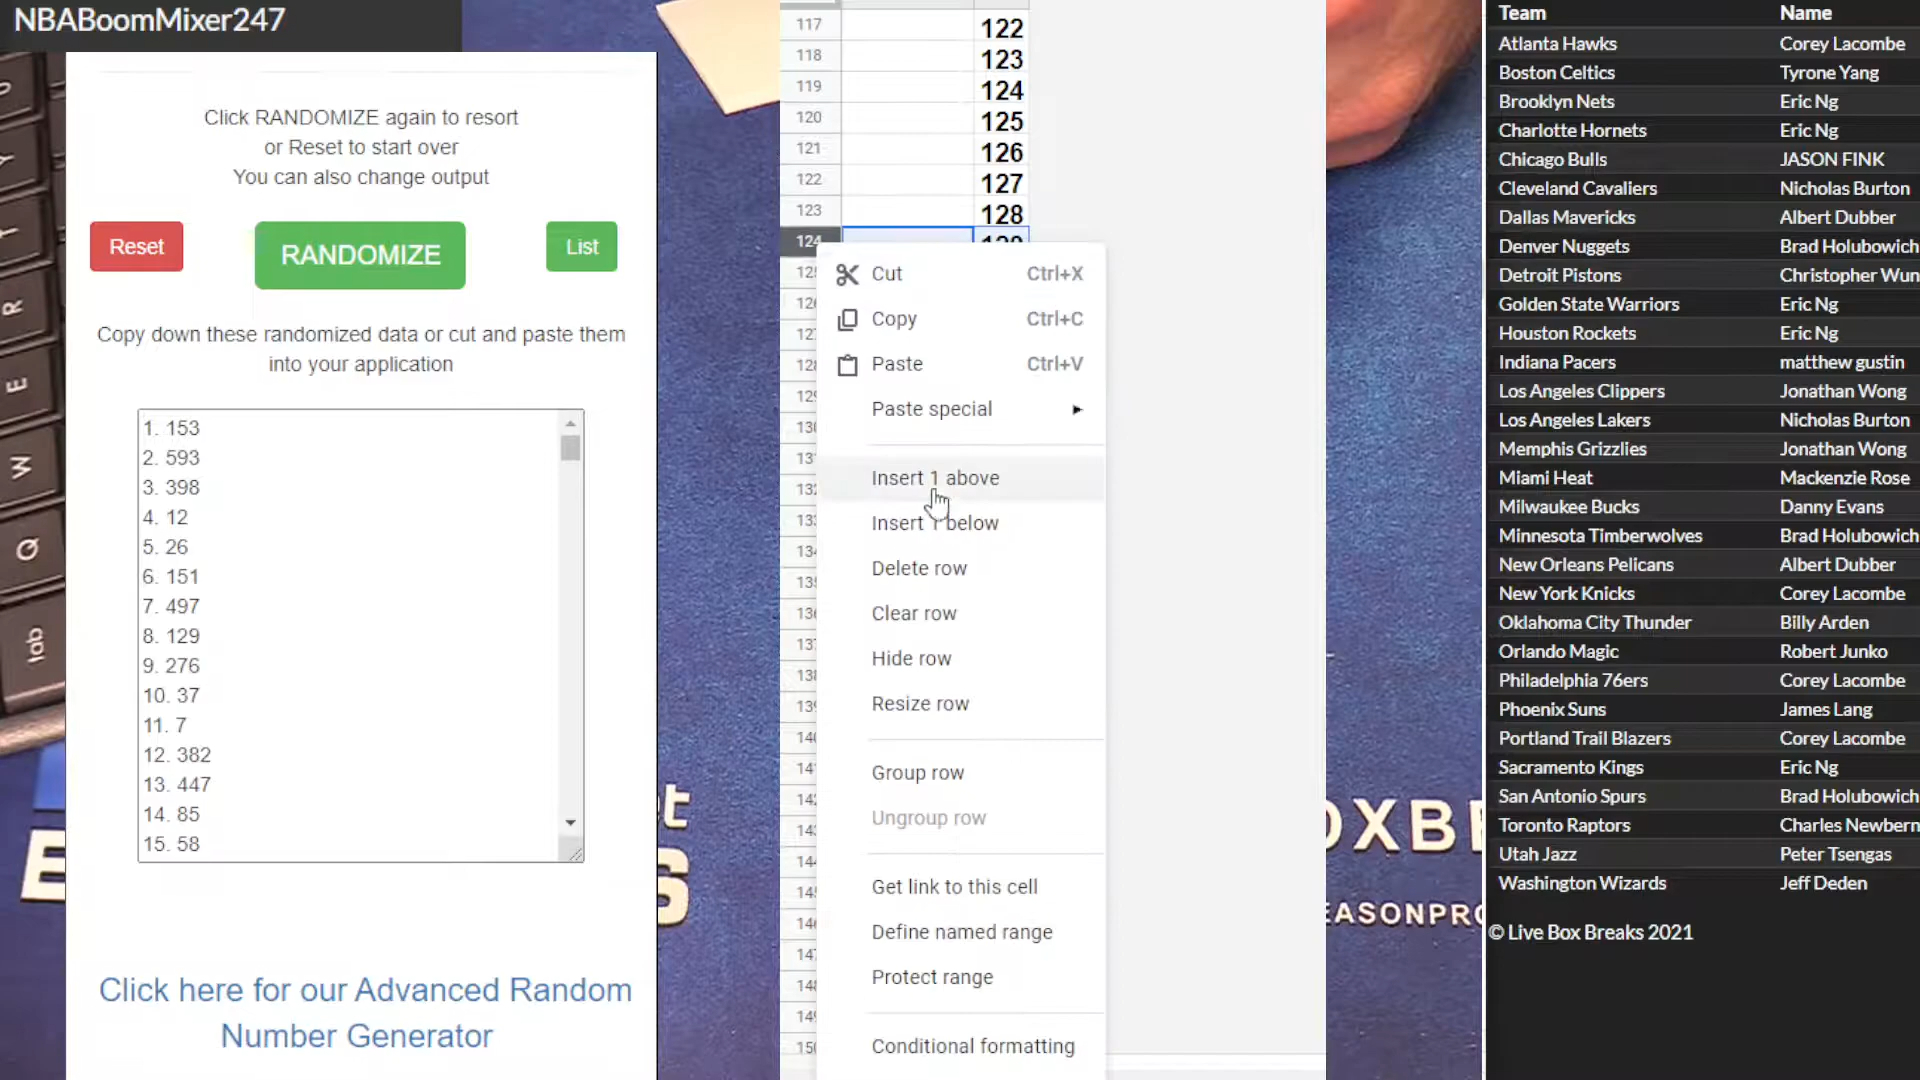 NBABoomMixer247
Click RANDOMIZE again to resort
or Reset to start over
You can also change output
Reset
RANDOMIZE
List
Copy down these randomized data or cut and paste them
into your application
1. 153
2. 593
3. 398
4. 12
5. 26
6. 151
7. 497
8. 129
9. 276
10. 37
11. 7
12. 382
13. 447
14. 85
15. 58
Click here for our Advanced Random
Number Generator
117 122
118 123
119 124
120 125
121 126
122 127
123 128
124
Cut Ctrl+X
Copy Ctrl+C
Paste Ctrl+V
Paste special
Insert 1 above
Insert 1 below
Delete row
Clear row
Hide row
Resize row
Group row
Ungroup row
Get link to this cell
Define named range
Protect range
Conditional formatting
Team Name
Atlanta Hawks Corey Lacombe
Boston Celtics Tyrone Yang
Brooklyn Nets Eric Ng
Charlotte Hornets Eric Ng
Chicago Bulls JASON FINK
Cleveland Cavaliers Nicholas Burton
Dallas Mavericks Albert Dubber
Denver Nuggets Brad Holubowich
Detroit Pistons Christopher Wun
Golden State Warriors Eric Ng
Houston Rockets Eric Ng
Indiana Pacers matthew gustin
Los Angeles Clippers Jonathan Wong
Los Angeles Lakers Nicholas Burton
Memphis Grizzlies Jonathan Wong
Miami Heat Mackenzie Rose
Milwaukee Bucks Danny Evans
Minnesota Timberwolves Brad Holubowich
New Orleans Pelicans Albert Dubber
New York Knicks Corey Lacombe
Oklahoma City Thunder Billy Arden
Orlando Magic Robert Junko
Philadelphia 76ers Corey Lacombe
Phoenix Suns James Lang
Portland Trail Blazers Corey Lacombe
Sacramento Kings Eric Ng
San Antonio Spurs Brad Holubowich
Toronto Raptors Charles Newbern
Utah Jazz Peter Tsengas
Washington Wizards Jeff Deden
© Live Box Breaks 2021
tab
Q
W
E
R
OXB
EASONPRO